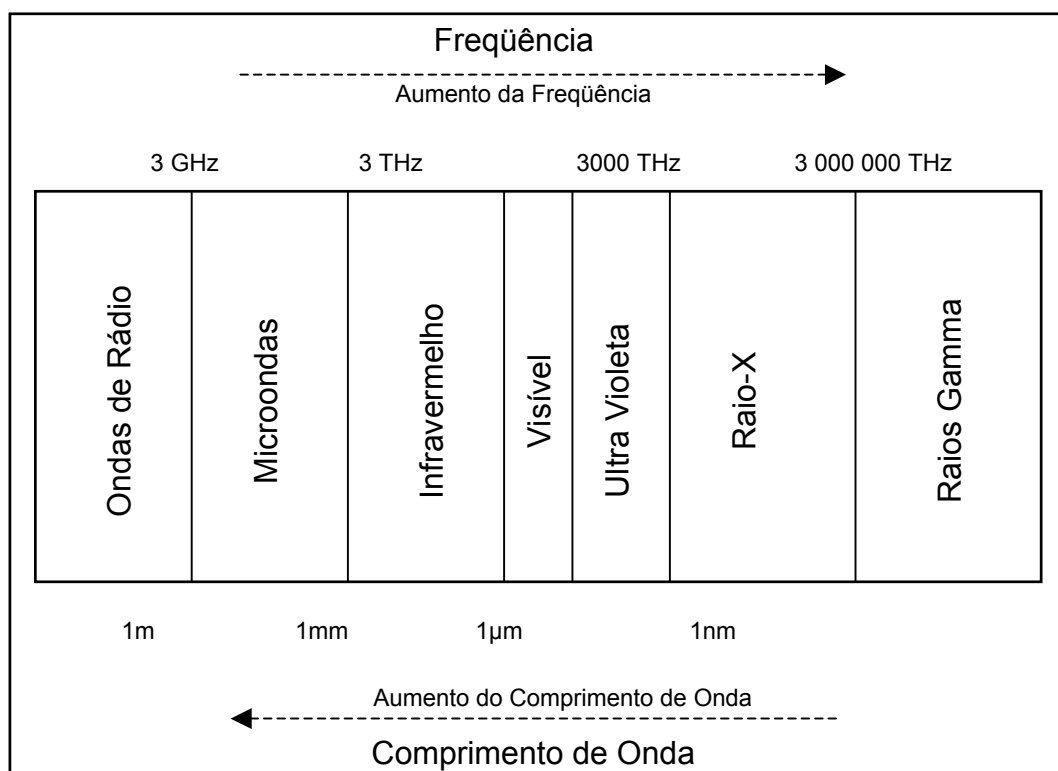 Freqüência
Aumento da Freqüência
3 GHz 3 THz 3000 THz 3 000 000 THz
Ondas de Rádio
Microondas
Infravermelho
Visível
Ultra Violeta
Raio-X
Raios Gamma
1m 1mm 1µm 1nm
Aumento do Comprimento de Onda
Comprimento de Onda